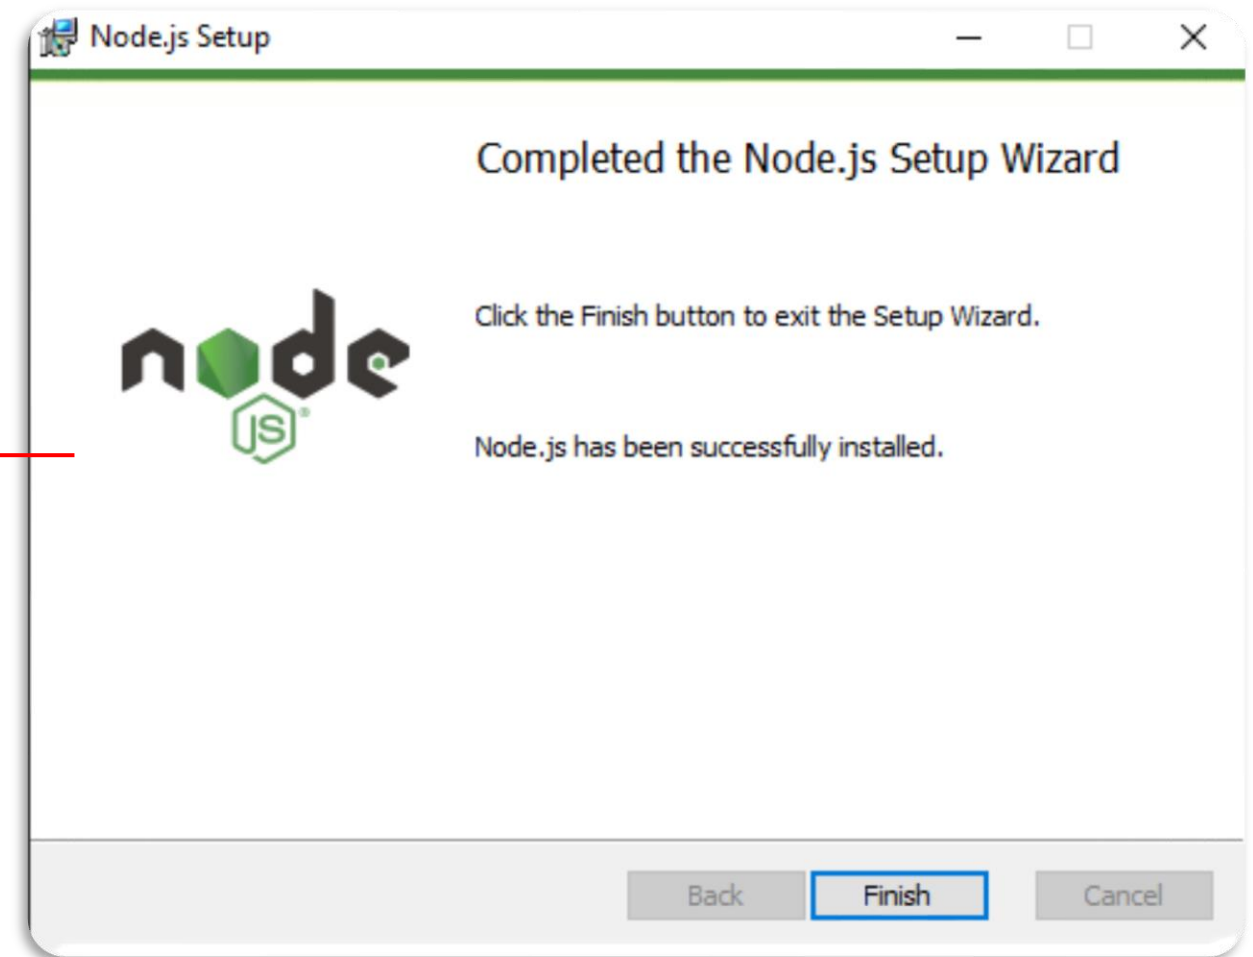 Node.js Setup
Completed the Node.js Setup Wizard
Click the Finish button to exit the Setup Wizard.
node
JS®
Node.js has been successfully installed.
Back
Finish
Cancel